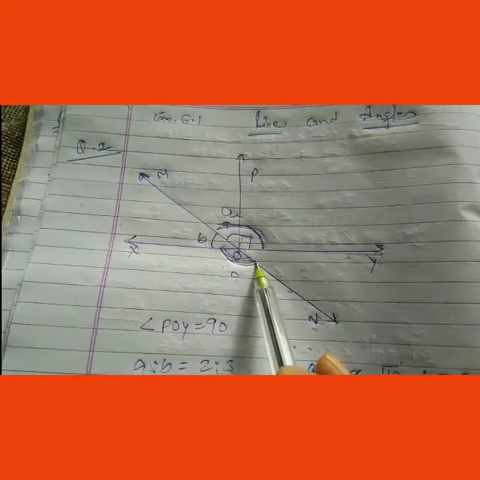 Ex. 6.1 Lines and Angles
Q-2
M
P
a
b
X
O
Y
c
N
∠POY = 90
a:b = 2:3